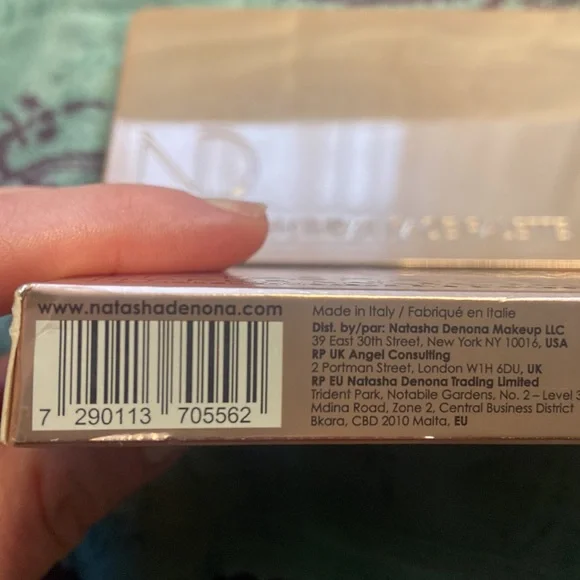 ND
www.natashadenona.com
7 290113 705562
Made in Italy / Fabriqué en Italie
Dist. by/par: Natasha Denona Makeup LLC
39 East 30th Street, New York NY 10016, USA
RP UK Angel Consulting
2 Portman Street, London W1H 6DU, UK
RP EU Natasha Denona Trading Limited
Trident Park, Notabile Gardens, No. 2 – Level 3
Mdina Road, Zone 2, Central Business District
Bkara, CBD 2010 Malta, EU